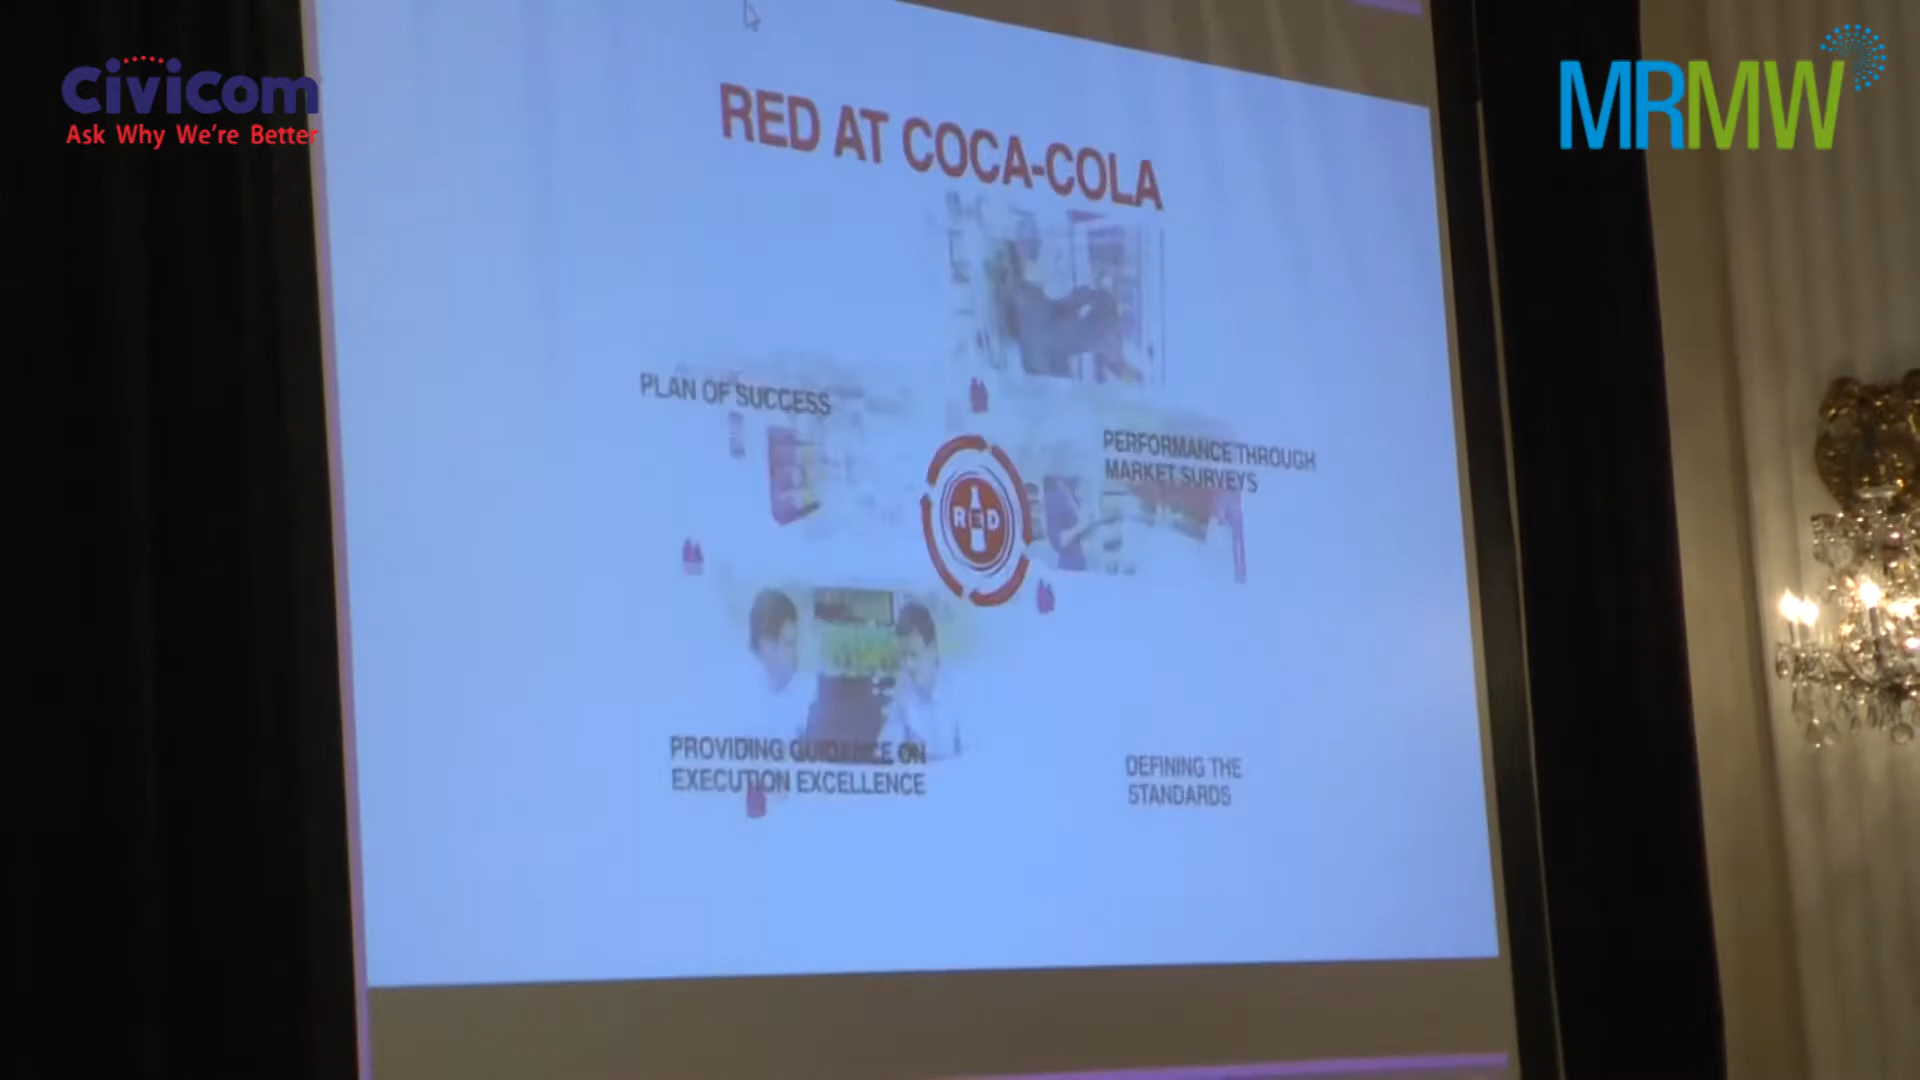 Civicom
Ask Why We're Better
MRMW
RED AT COCA-COLA
PLAN OF SUCCESS
PERFORMANCE THROUGH
MARKET SURVEYS
RED
PROVIDING GUIDANCE ON
EXECUTION EXCELLENCE
DEFINING THE
STANDARDS